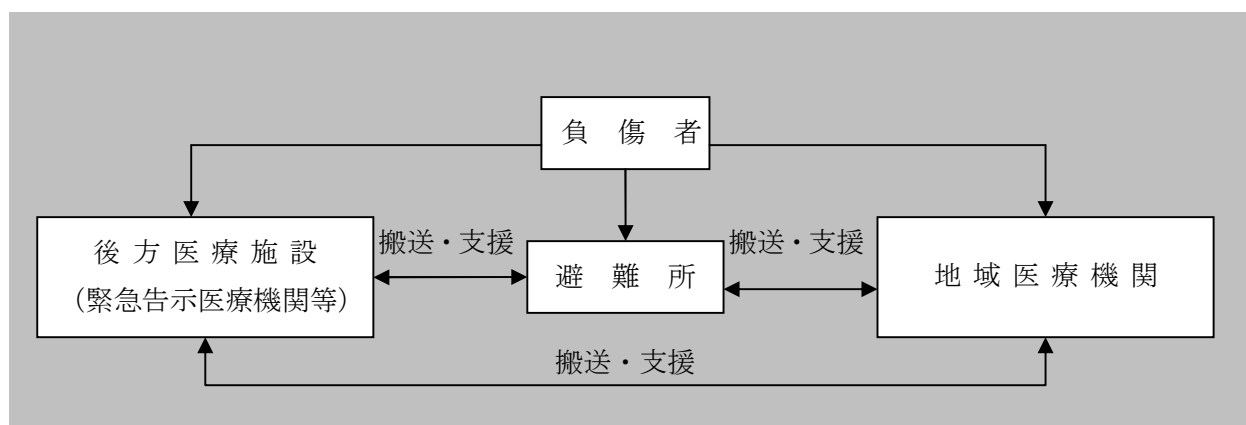 負傷者
後方医療施設
(緊急告示医療機関等)
搬送・支援
避難所
搬送・支援
地域医療機関
搬送・支援